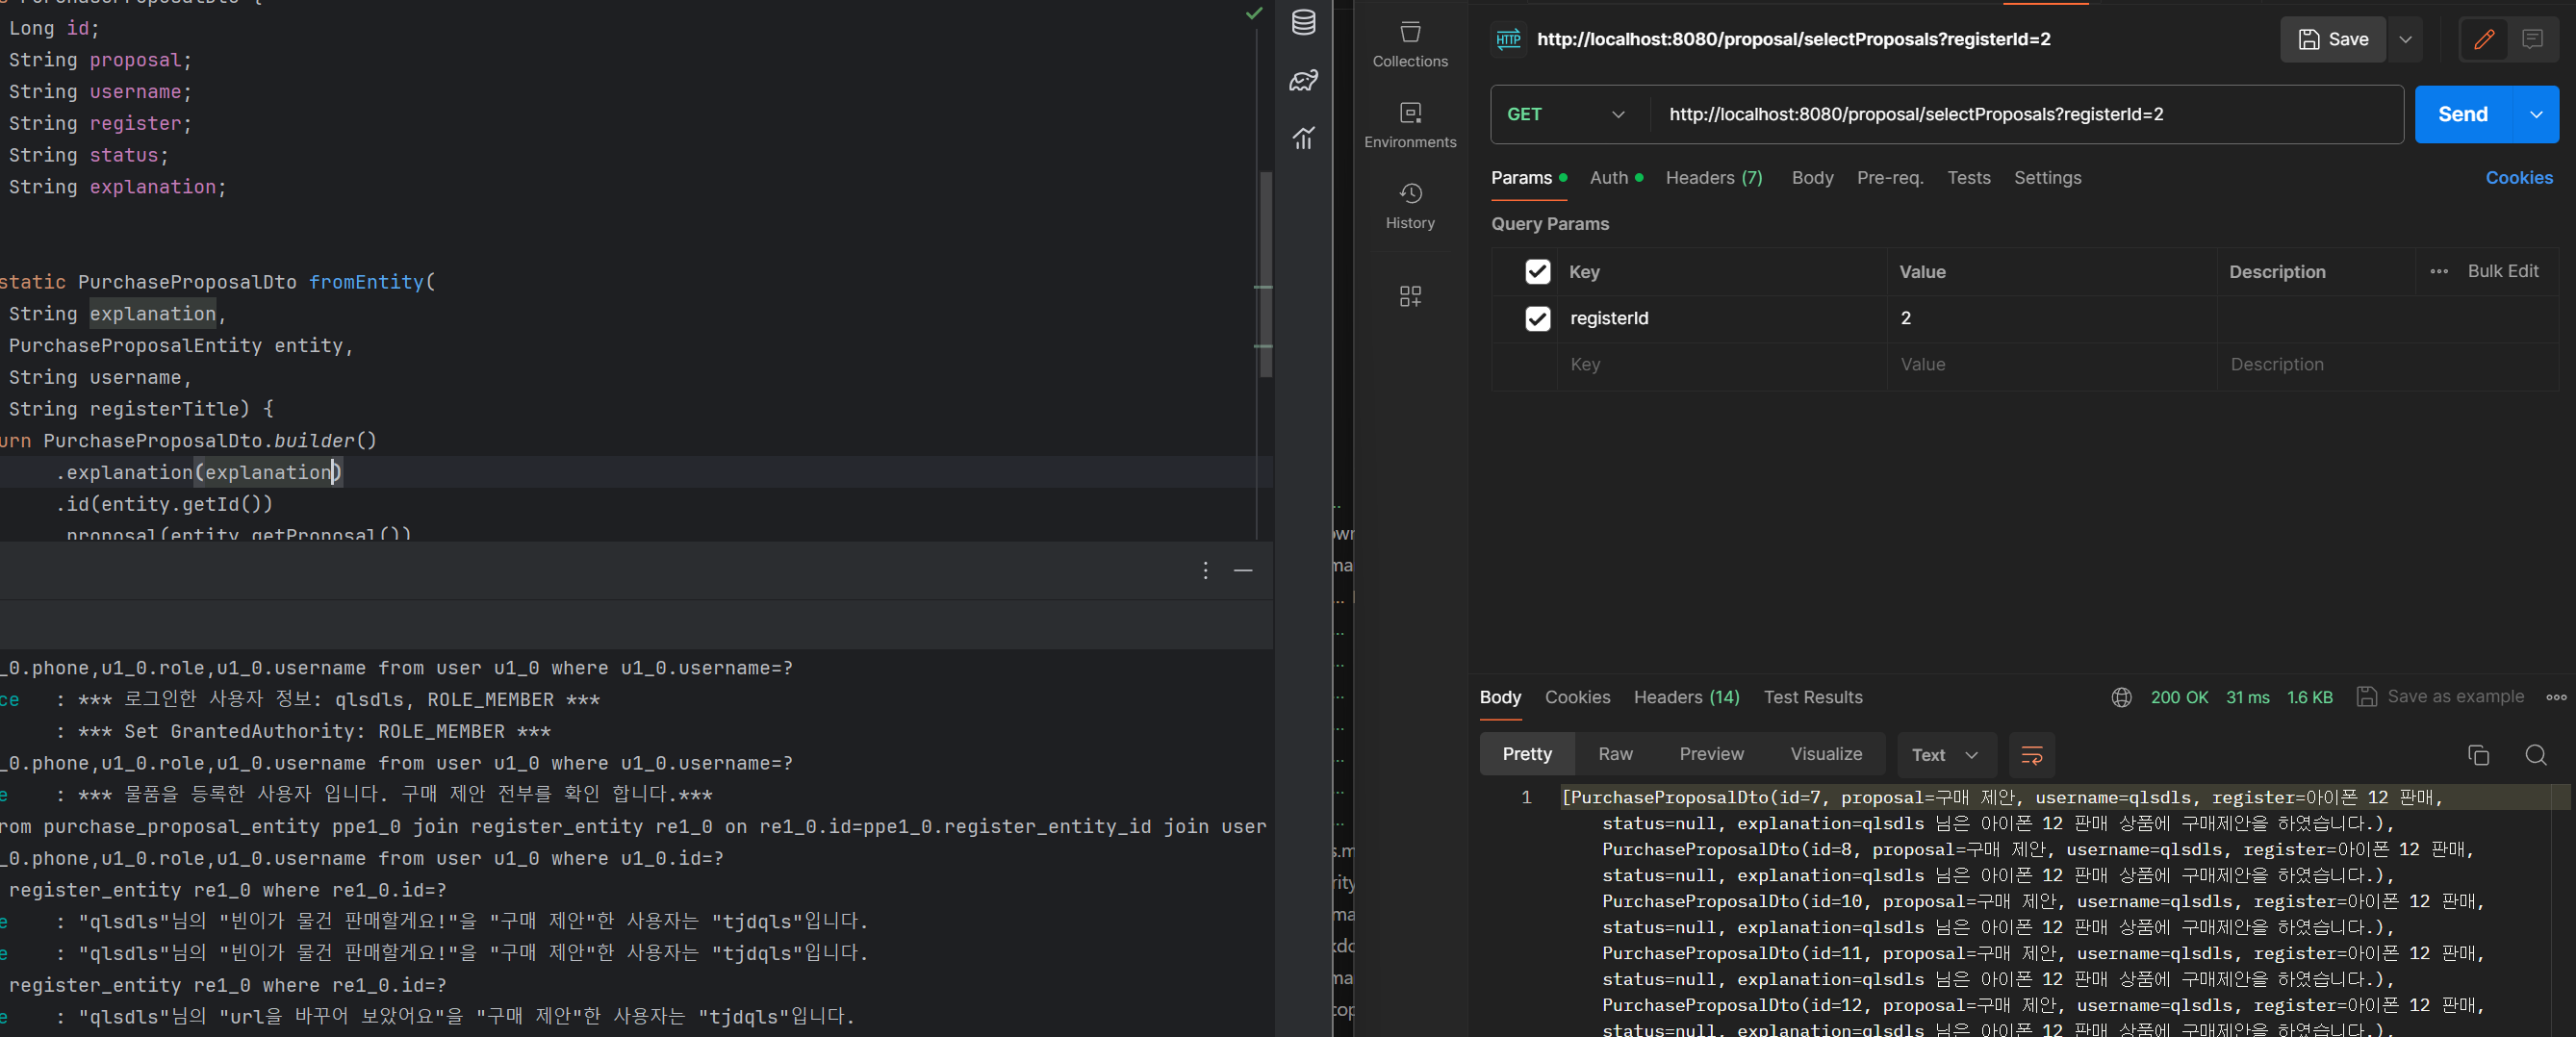 Long id;
String proposal;
String username;
String register;
String status;
String explanation;
static PurchaseProposalDto fromEntity(
String explanation,
PurchaseProposalEntity entity,
String username,
String registerTitle) {
urn PurchaseProposalDto.builder()
.explanation(explanation)
.id(entity.getId())
.proposal(entity.getProposal())
_0.phone,u1_0.role,u1_0.username from user u1_0 where u1_0.username=?
ce : *** 로그인한 사용자 정보: qlsdls, ROLE_MEMBER ***
: *** Set GrantedAuthority: ROLE_MEMBER ***
_0.phone,u1_0.role,u1_0.username from user u1_0 where u1_0.username=?
e : *** 물품을 등록한 사용자 입니다. 구매 제안 전부를 확인 합니다.***
rom purchase_proposal_entity ppe1_0 join register_entity re1_0 on re1_0.id=ppe1_0.register_entity_id join user
_0.phone,u1_0.role,u1_0.username from user u1_0 where u1_0.id=?
register_entity re1_0 where re1_0.id=?
e : "qlsdls"님의 "빈이가 물건 판매할게요!"을 "구매 제안"한 사용자는 "tjdqls"입니다.
e : "qlsdls"님의 "빈이가 물건 판매할게요!"을 "구매 제안"한 사용자는 "tjdqls"입니다.
register_entity re1_0 where re1_0.id=?
e : "qlsdls"님의 "url을 바꾸어 보았어요"을 "구매 제안"한 사용자는 "tjdqls"입니다.
Collections
Environments
History
HTTP http://localhost:8080/proposal/selectProposals?registerId=2 Save
GET http://localhost:8080/proposal/selectProposals?registerId=2 Send
Params Auth Headers (7) Body Pre-req. Tests Settings Cookies
Query Params
Key Value Description Bulk Edit
registerId 2
Key Value Description
Body Cookies Headers (14) Test Results 200 OK 31 ms 1.6 KB Save as example
Pretty Raw Preview Visualize Text
1 [PurchaseProposalDto(id=7, proposal=구매 제안, username=qlsdls, register=아이폰 12 판매,
status=null, explanation=qlsdls 님은 아이폰 12 판매 상품에 구매제안을 하였습니다.),
PurchaseProposalDto(id=8, proposal=구매 제안, username=qlsdls, register=아이폰 12 판매,
status=null, explanation=qlsdls 님은 아이폰 12 판매 상품에 구매제안을 하였습니다.),
PurchaseProposalDto(id=10, proposal=구매 제안, username=qlsdls, register=아이폰 12 판매,
status=null, explanation=qlsdls 님은 아이폰 12 판매 상품에 구매제안을 하였습니다.),
PurchaseProposalDto(id=11, proposal=구매 제안, username=qlsdls, register=아이폰 12 판매,
status=null, explanation=qlsdls 님은 아이폰 12 판매 상품에 구매제안을 하였습니다.),
PurchaseProposalDto(id=12, proposal=구매 제안, username=qlsdls, register=아이폰 12 판매,
status=null, explanation=qlsdls 님은 아이폰 12 판매 상품에 구매제안을 하였습니다.),